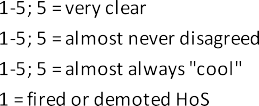 1-5; 5 = very clear
1-5; 5 = almost never disagreed
1-5; 5 = almost always "cool"
1 = fired or demoted HoS